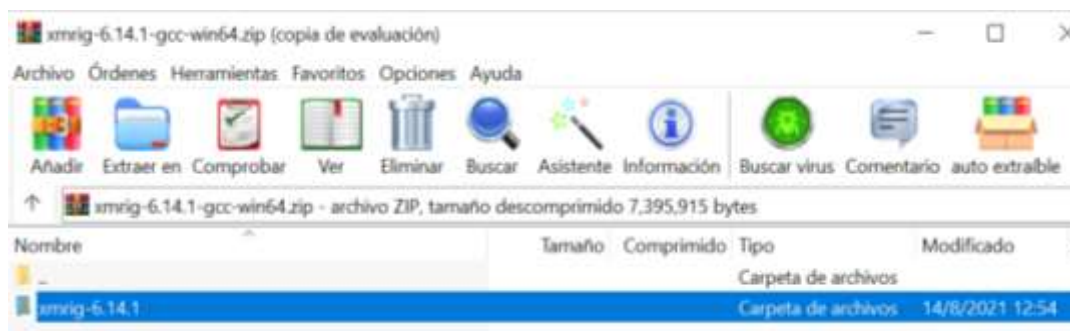 xmrig-6.14.1-gcc-win64.zip (copia de evaluación)
Archivo Órdenes Herramientas Favoritos Opciones Ayuda
Añadir Extraer en Comprobar Ver Eliminar Buscar Asistente Información Buscar virus Comentario auto extraíble
xmrig-6.14.1-gcc-win64.zip - archivo ZIP, tamaño descomprimido 7,395,915 bytes
Nombre Tamaño Comprimido Tipo Modificado
.. Carpeta de archivos
xmrig-6.14.1 Carpeta de archivos 14/8/2021 12:54